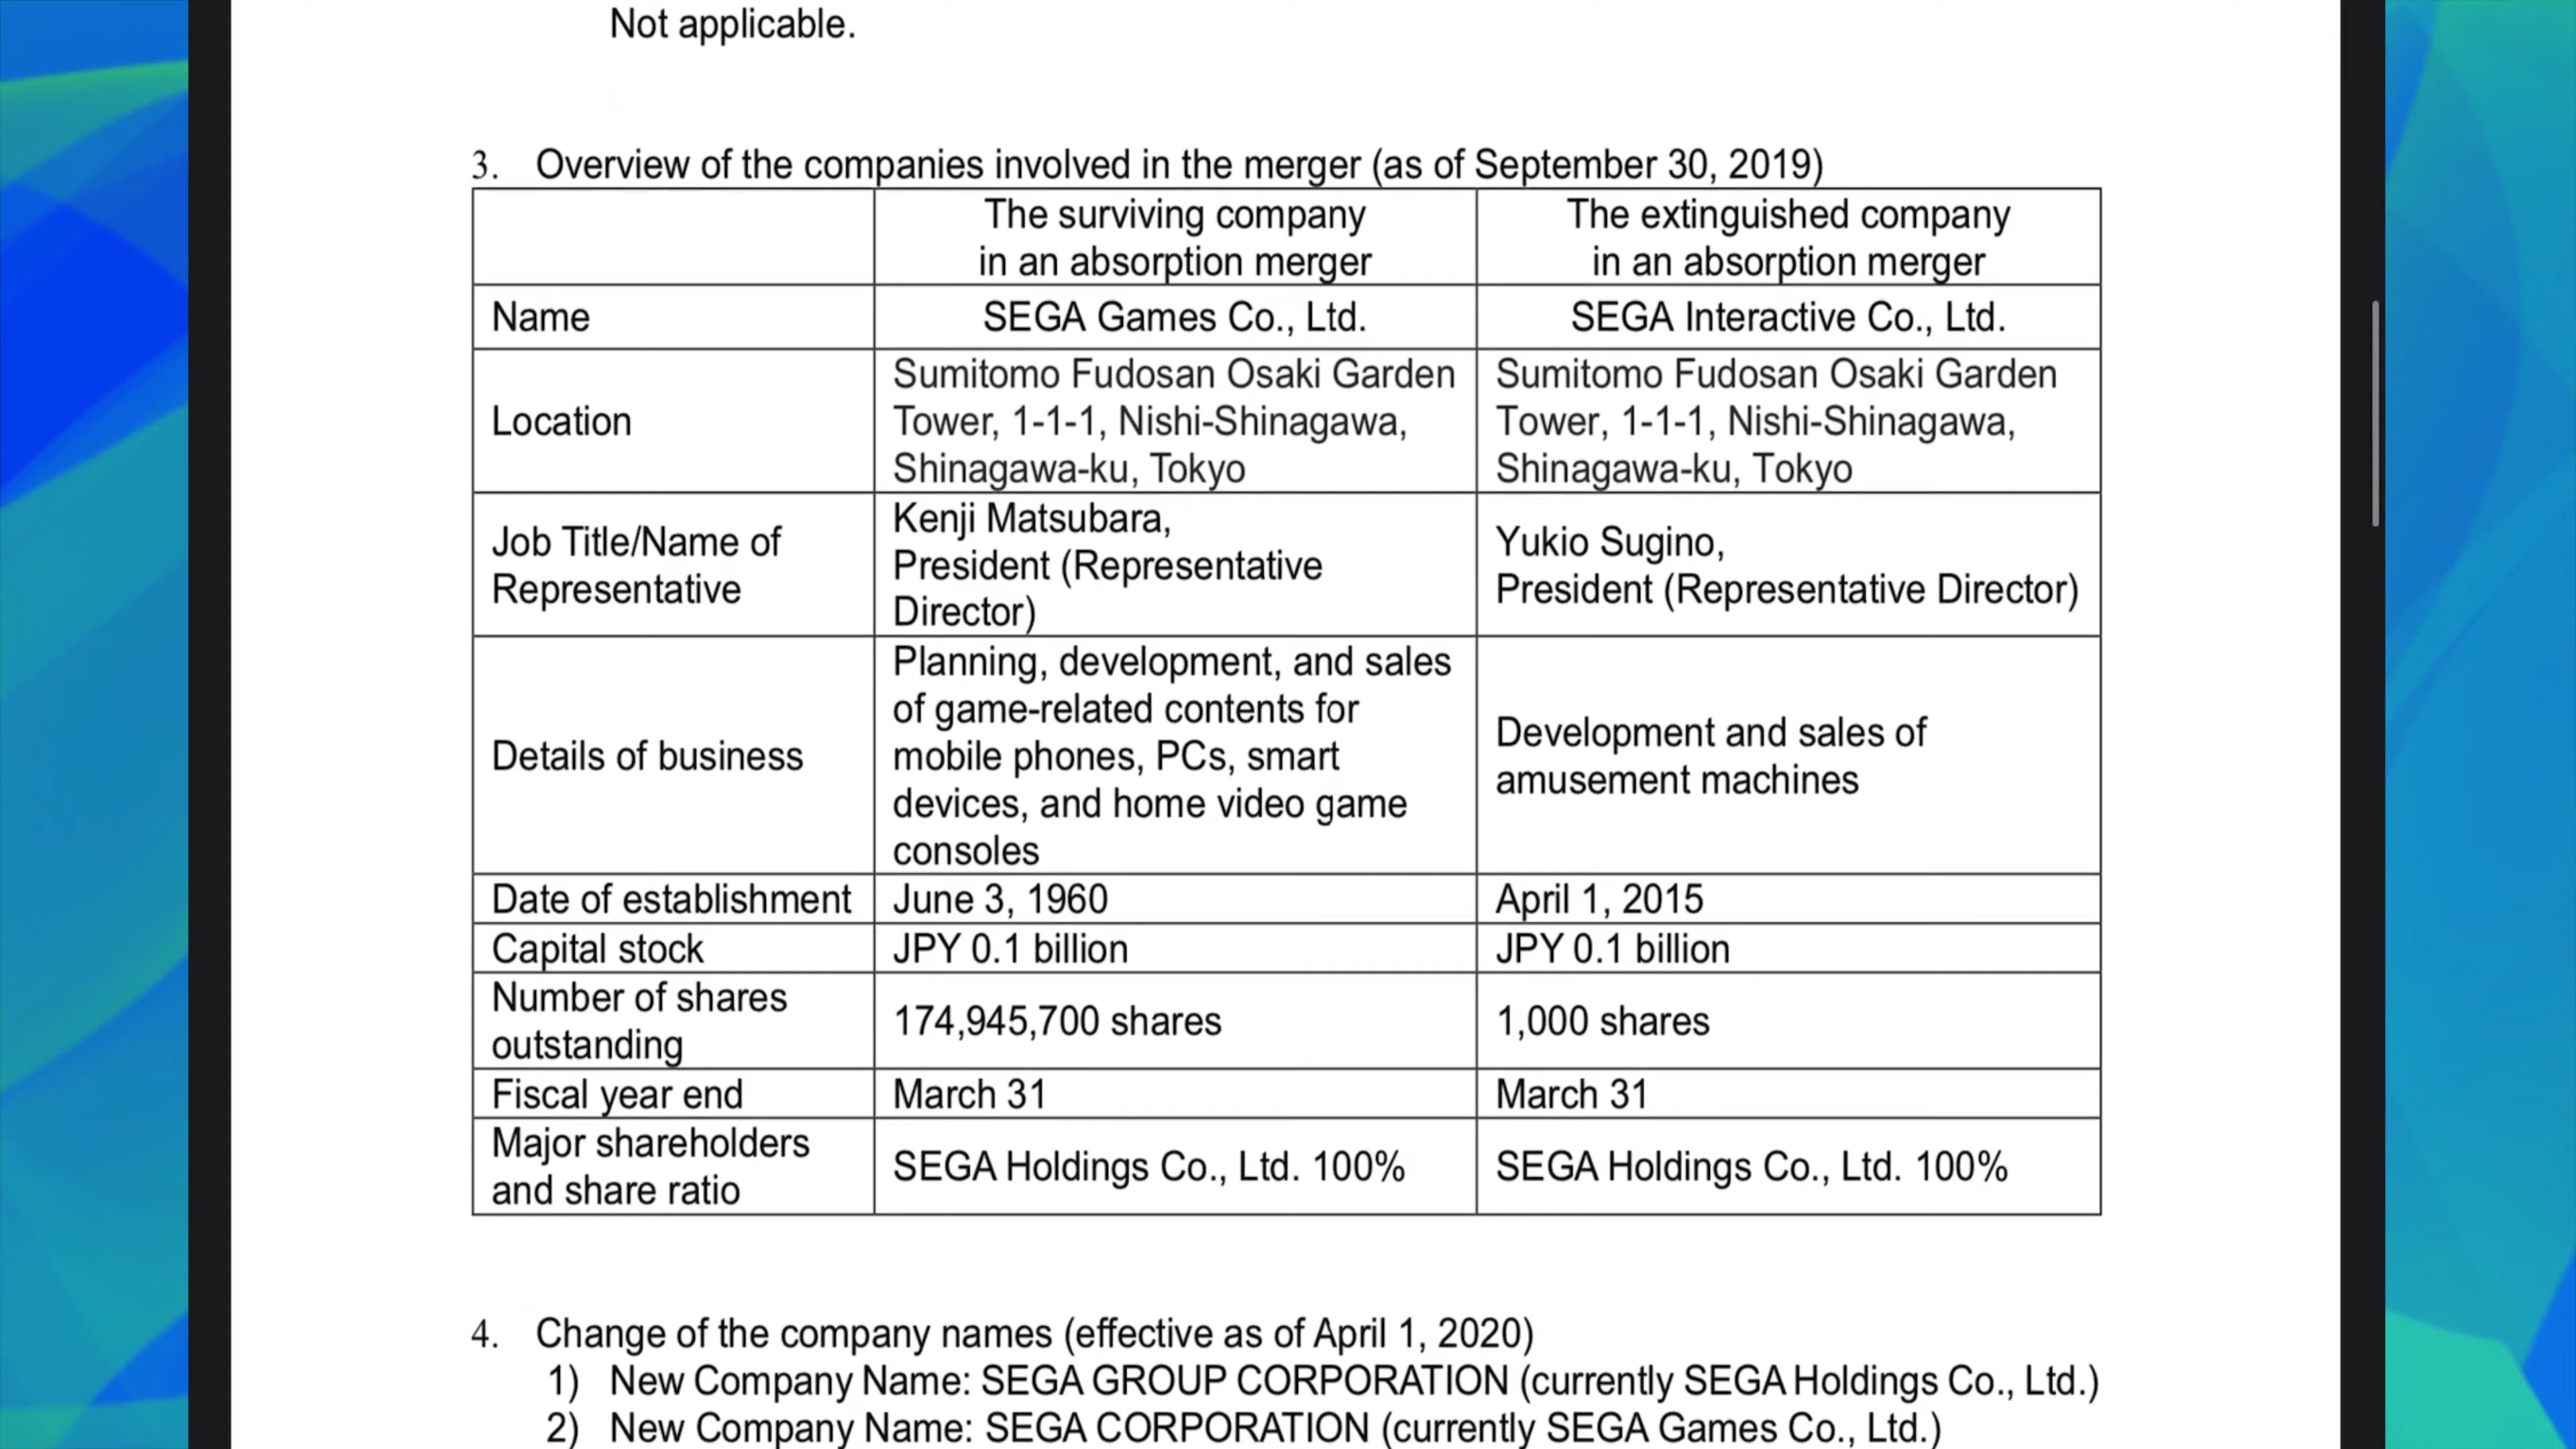 Not applicable.
3. Overview of the companies involved in the merger (as of September 30, 2019)
The surviving company
in an absorption merger
The extinguished company
in an absorption merger
Name
SEGA Games Co., Ltd.
SEGA Interactive Co., Ltd.
Location
Sumitomo Fudosan Osaki Garden
Tower, 1-1-1, Nishi-Shinagawa,
Shinagawa-ku, Tokyo
Sumitomo Fudosan Osaki Garden
Tower, 1-1-1, Nishi-Shinagawa,
Shinagawa-ku, Tokyo
Job Title/Name of
Representative
Kenji Matsubara,
President (Representative
Director)
Yukio Sugino,
President (Representative Director)
Details of business
Planning, development, and sales
of game-related contents for
mobile phones, PCs, smart
devices, and home video game
consoles
Development and sales of
amusement machines
Date of establishment
June 3, 1960
April 1, 2015
Capital stock
JPY 0.1 billion
JPY 0.1 billion
Number of shares
outstanding
174,945,700 shares
1,000 shares
Fiscal year end
March 31
March 31
Major shareholders
and share ratio
SEGA Holdings Co., Ltd. 100%
SEGA Holdings Co., Ltd. 100%
4. Change of the company names (effective as of April 1, 2020)
1) New Company Name: SEGA GROUP CORPORATION (currently SEGA Holdings Co., Ltd.)
2) New Company Name: SEGA CORPORATION (currently SEGA Games Co., Ltd.)